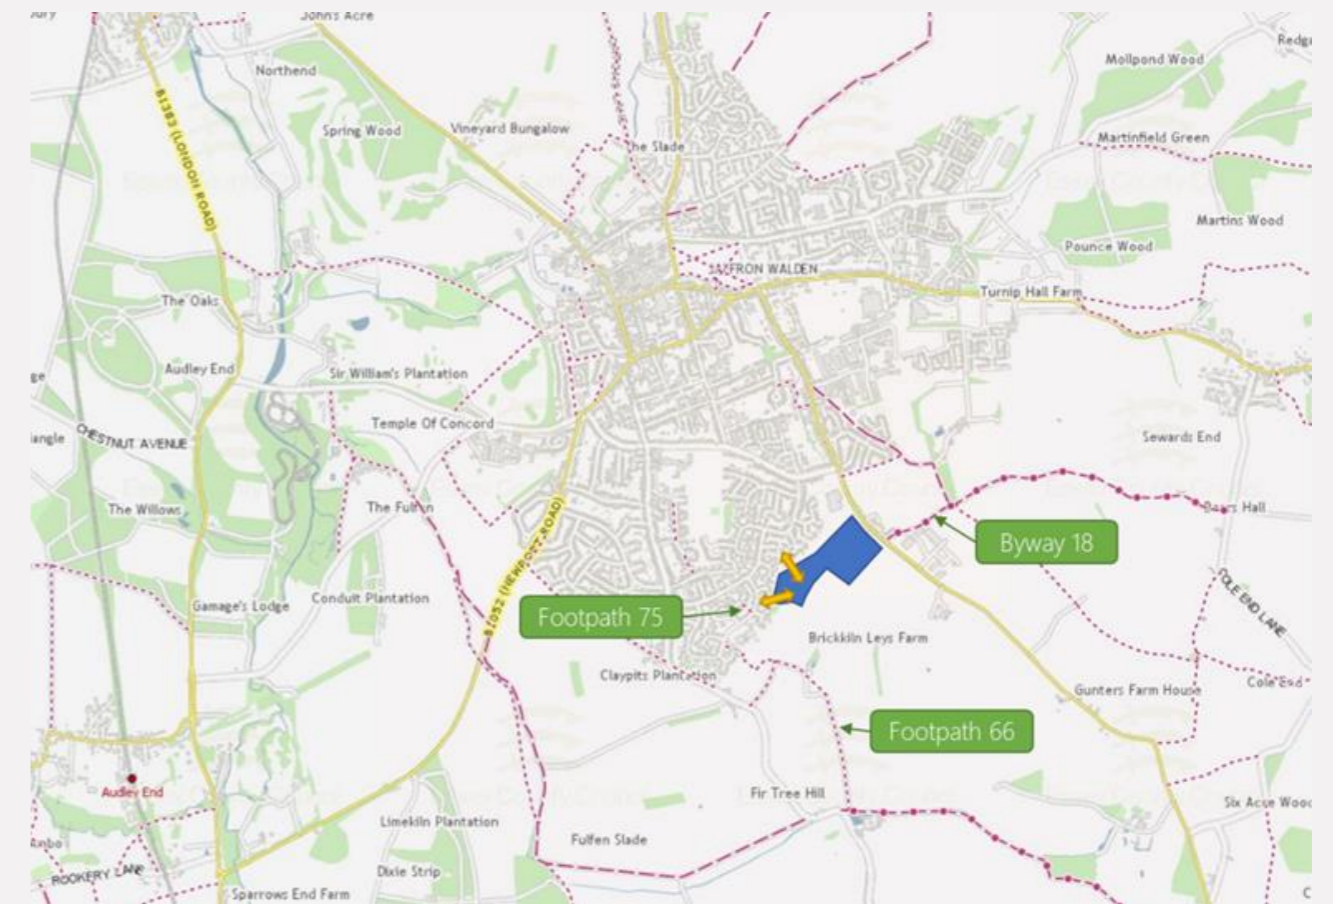 John's Acre
Northend
Mollpond Wood
B1383 (LONDON ROAD)
Spring Wood
Vineyard Bungalow
he Slade
Martinfield Green
Martins Wood
Pounce Wood
SAFFRON WALDEN
Turnip Hall Farm
The Oaks
Audley End
Sir William's Plantation
Temple Of Concord
CHESTNUT AVENUE
Sewards End
The Willows
The Fulfen
B1052 (NEWPORT ROAD)
Byway 18
Gamage's Lodge
Conduit Plantation
Footpath 75
COLE END LANE
Brickkiln Leys Farm
Claypits Plantation
Gunters Farm House
Cole End
Footpath 66
Audley End
Fir Tree Hill
Six Acre Wood
Limekiln Plantation
Fulfen Slade
ROOKERY LANE
Dixie Strip
Sparrows End Farm